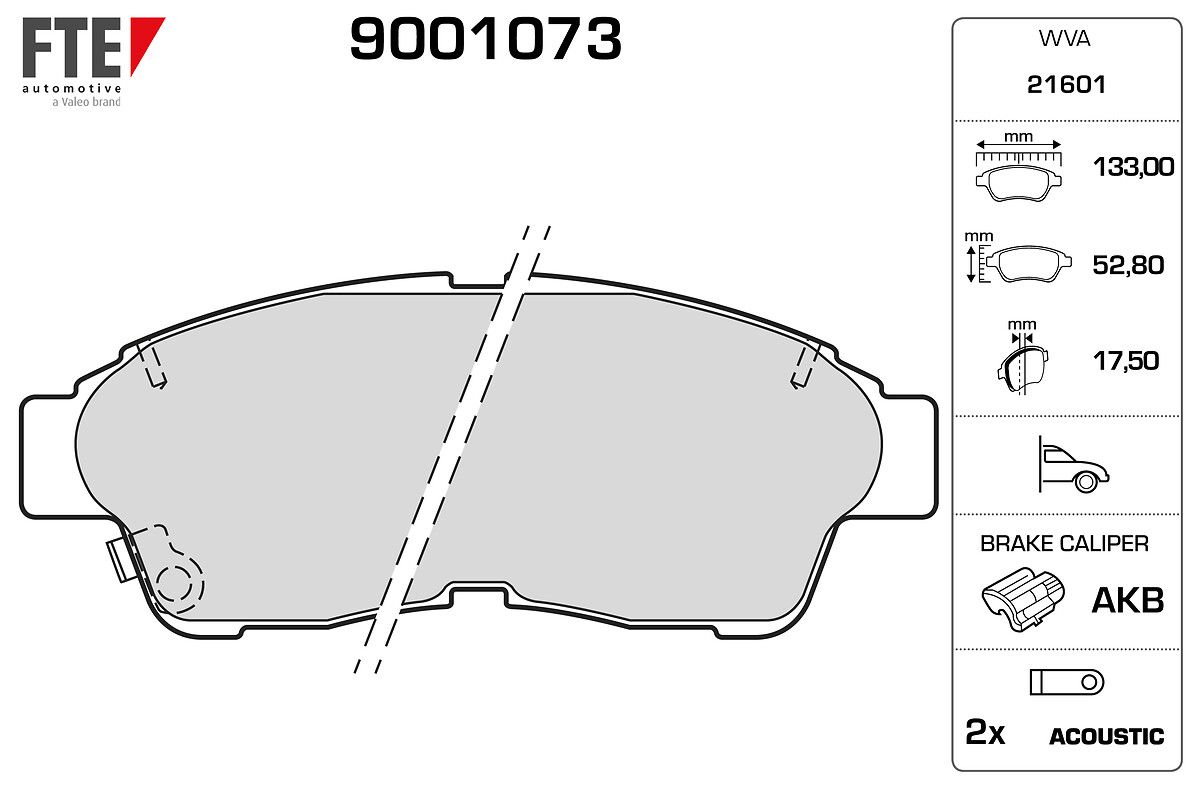 FTE
automotive
a Valeo brand
9001073
WVA
21601
mm
133,00
mm
52,80
mm
17,50
BRAKE CALIPER
AKB
2x
ACOUSTIC